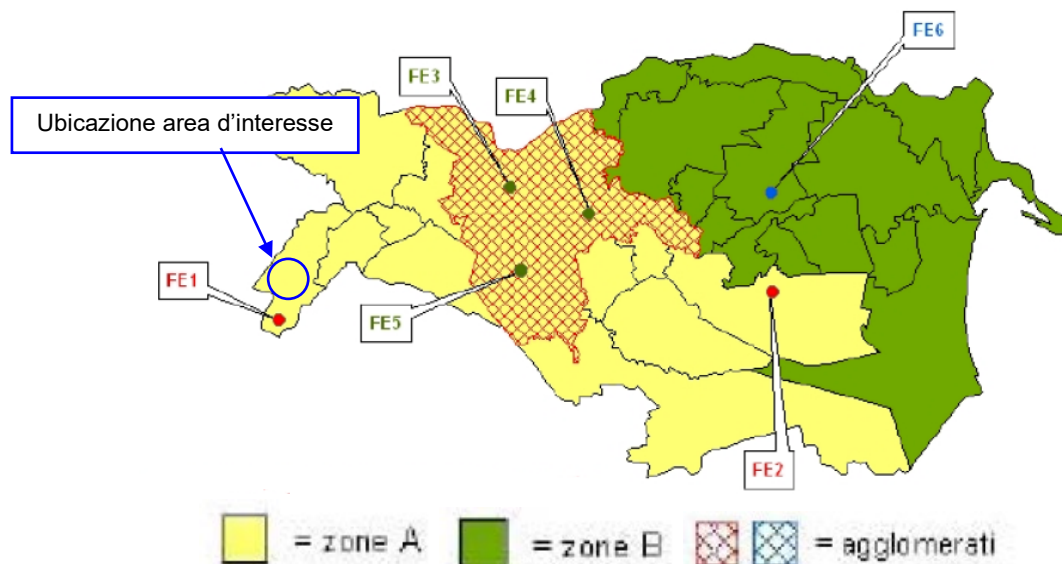 FE6
FE3
FE4
Ubicazione area d'interesse
FE1
FE5
FE2
= zone A = zone B = agglomerati